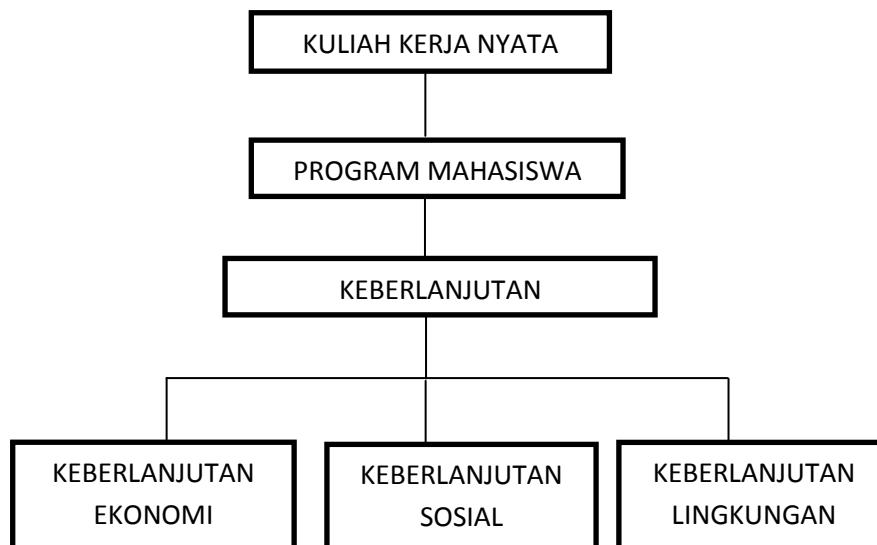 KULIAH KERJA NYATA
PROGRAM MAHASISWA
KEBERLANJUTAN
KEBERLANJUTAN
EKONOMI
KEBERLANJUTAN
SOSIAL
KEBERLANJUTAN
LINGKUNGAN